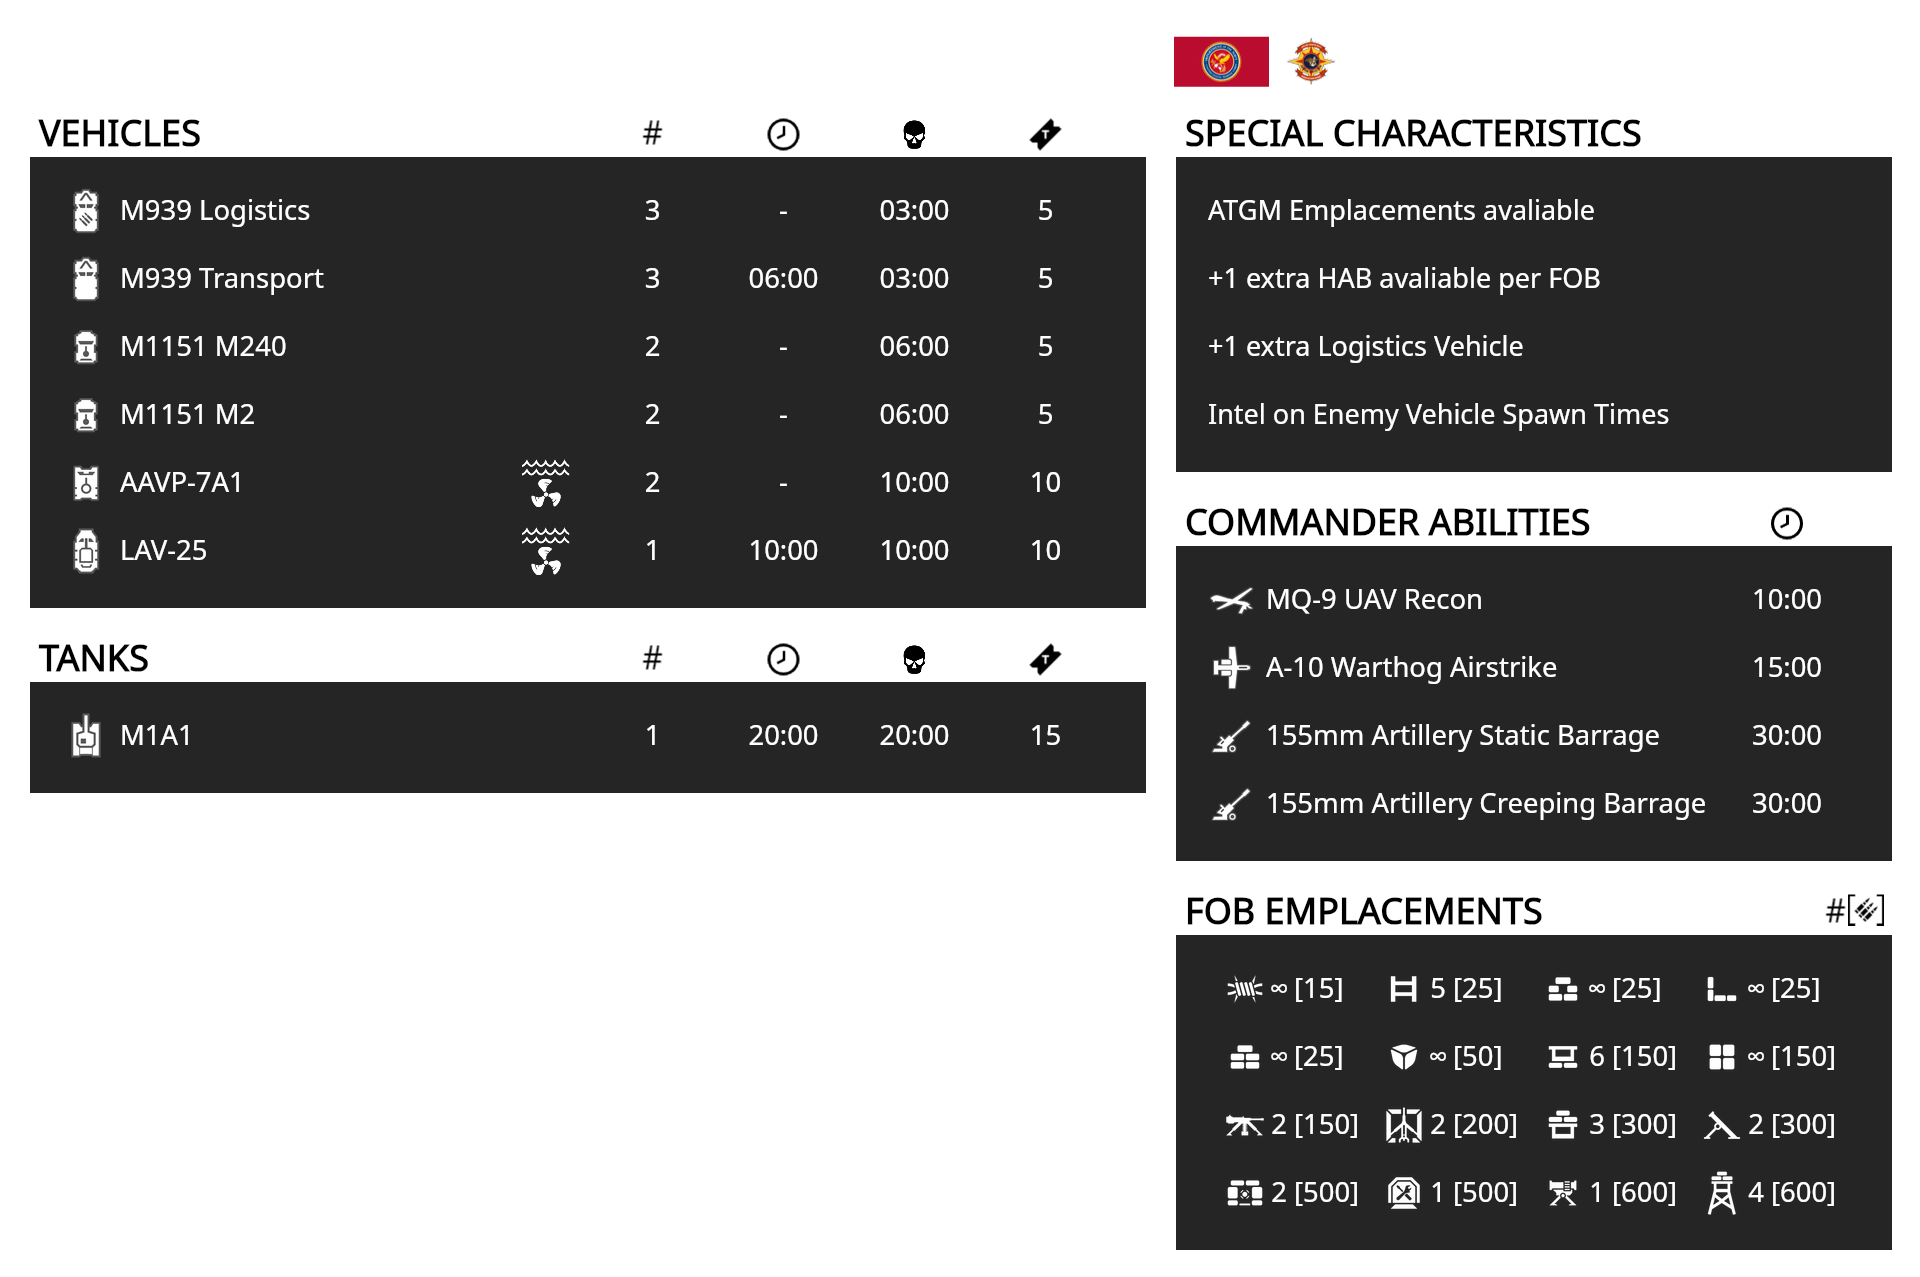 VEHICLES #
M939 Logistics 3 - 03:00 5
M939 Transport 3 06:00 03:00 5
M1151 M240 2 - 06:00 5
M1151 M2 2 - 06:00 5
AAVP-7A1 2 - 10:00 10
LAV-25 1 10:00 10:00 10
TANKS #
M1A1 1 20:00 20:00 15
SPECIAL CHARACTERISTICS
ATGM Emplacements avaliable
+1 extra HAB avaliable per FOB
+1 extra Logistics Vehicle
Intel on Enemy Vehicle Spawn Times
COMMANDER ABILITIES
MQ-9 UAV Recon 10:00
A-10 Warthog Airstrike 15:00
155mm Artillery Static Barrage 30:00
155mm Artillery Creeping Barrage 30:00
FOB EMPLACEMENTS #[]
∞ [15] 5 [25] ∞ [25] ∞ [25]
∞ [25] ∞ [50] 6 [150] ∞ [150]
2 [150] 2 [200] 3 [300] 2 [300]
2 [500] 1 [500] 1 [600] 4 [600]